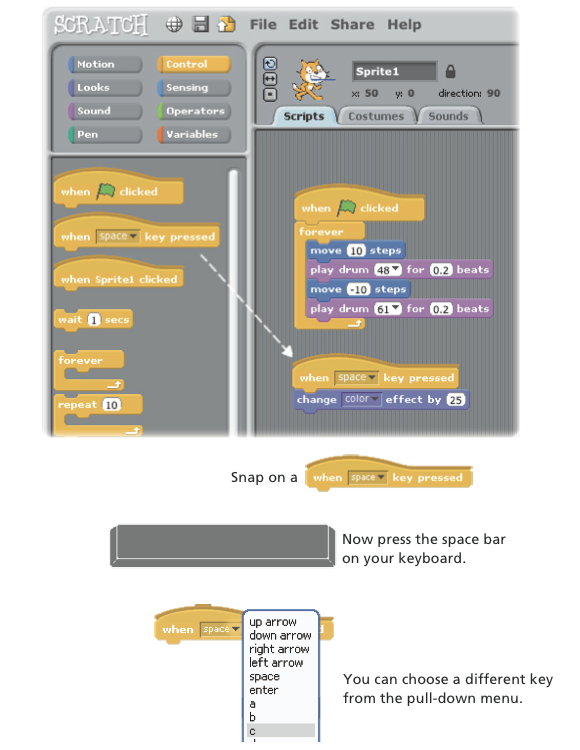 SCRATCH File Edit Share Help
Motion Control
Looks Sensing
Sound Operators
Pen Variables
Sprite1
x: 50 y: 0 direction: 90
Scripts Costumes Sounds
when clicked
when space key pressed
when Sprite1 clicked
wait 1 secs
forever
repeat 10
when clicked
forever
move 10 steps
play drum 48 for 0.2 beats
move -10 steps
play drum 61 for 0.2 beats
when space key pressed
change color effect by 25
Snap on a when space key pressed
Now press the space bar
on your keyboard.
when space
up arrow
down arrow
right arrow
left arrow
space
enter
a
b
c
You can choose a different key
from the pull-down menu.